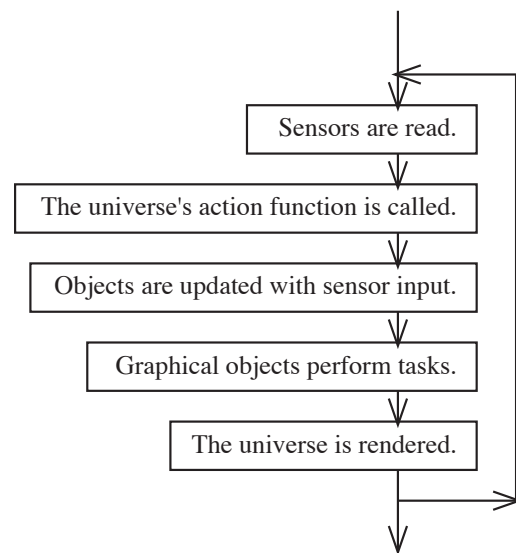 Sensors are read.
The universe's action function is called.
Objects are updated with sensor input.
Graphical objects perform tasks.
The universe is rendered.